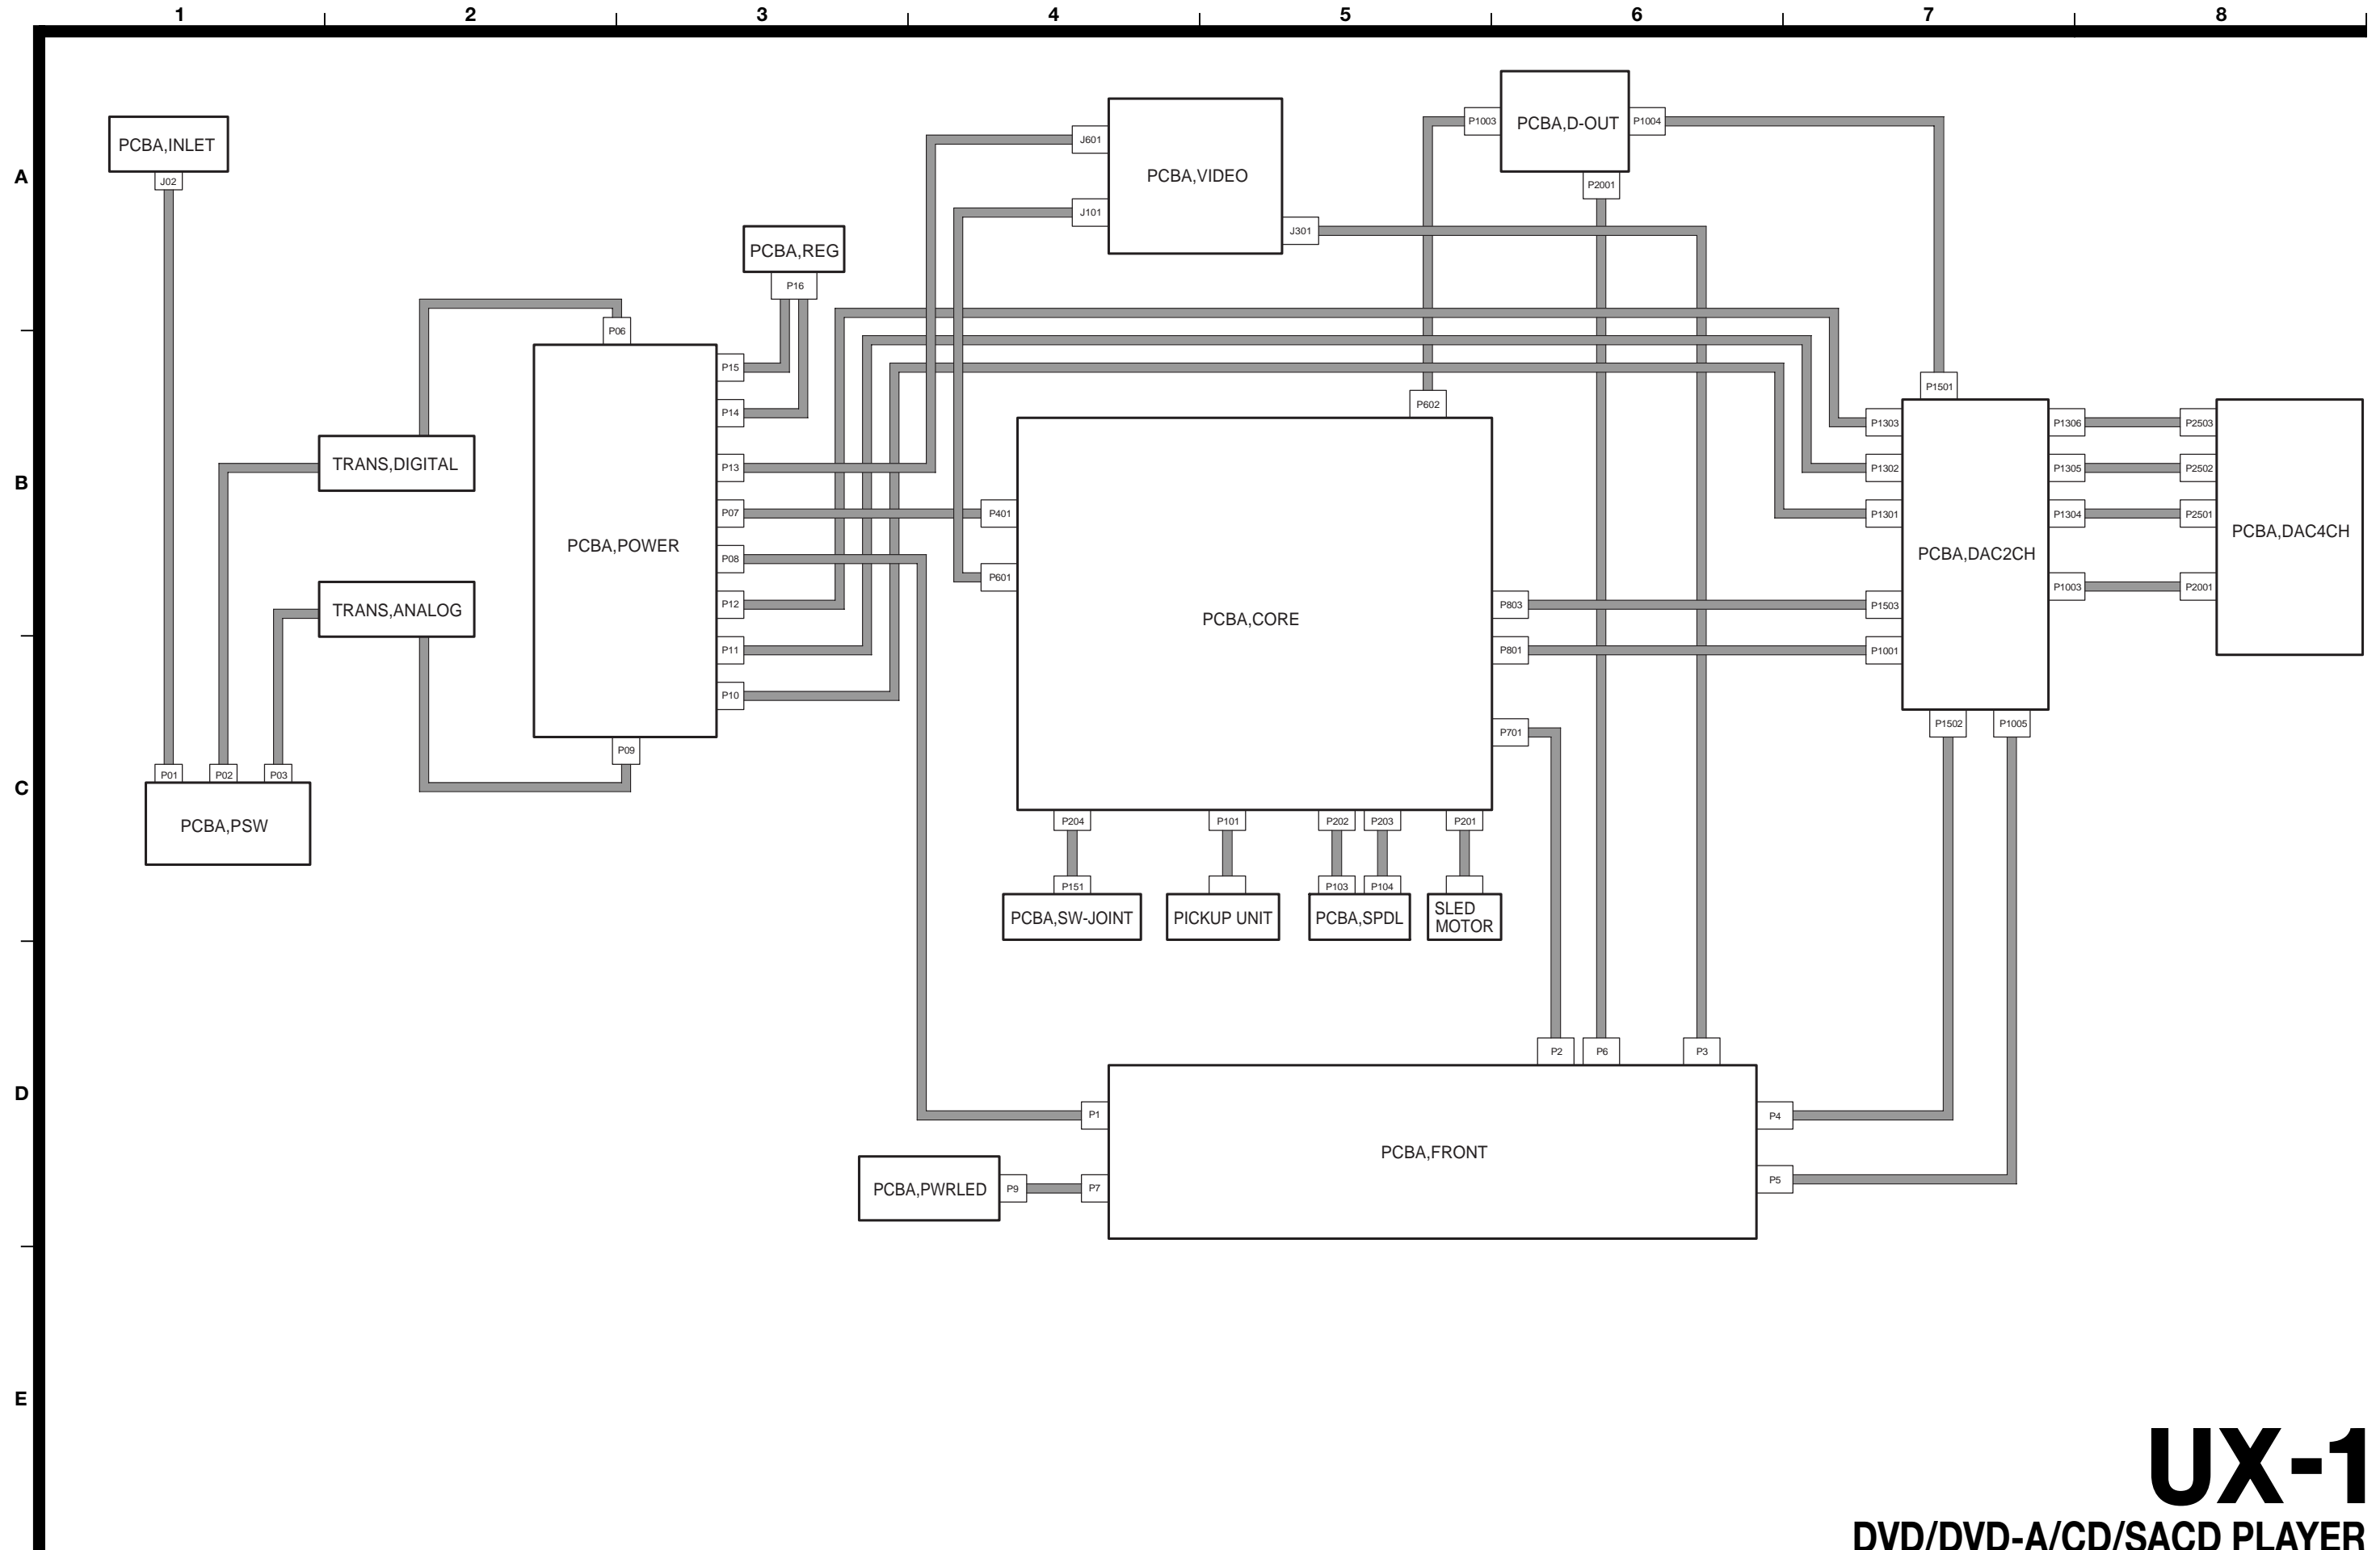 1 2 3 4 5 6 7 8
A
B
C
D
E
PCBA,INLET
J02
PCBA,REG
P16
J601
J101
PCBA,VIDEO
J301
P1003
PCBA,D-OUT
P1004
P2001
P06
PCBA,POWER
P15
P14
P13
P07
P08
P12
P11
P10
P09
TRANS,DIGITAL
TRANS,ANALOG
P01
P02
P03
PCBA,PSW
P602
P401
P601
PCBA,CORE
P803
P801
P701
P204
P101
P202
P203
P201
P151
P103
P104
PCBA,SW-JOINT
PICKUP UNIT
PCBA,SPDL
SLED
MOTOR
P1501
P1303
P1302
P1301
P1503
P1001
PCBA,DAC2CH
P1306
P1305
P1304
P1003
P1502
P1005
P2503
P2502
P2501
P2001
PCBA,DAC4CH
P2
P6
P3
P1
P7
P4
P5
PCBA,FRONT
PCBA,PWRLED
P9
UX-1
DVD/DVD-A/CD/SACD PLAYER